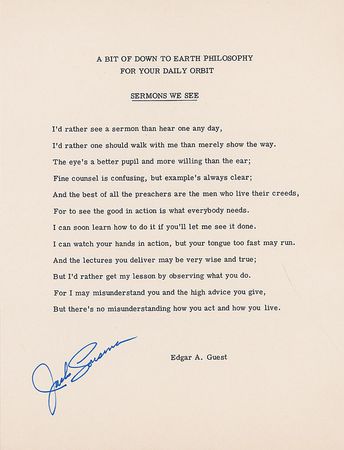 A BIT OF DOWN TO EARTH PHILOSOPHY
FOR YOUR DAILY ORBIT
SERMONS WE SEE
I'd rather see a sermon than hear one any day,
I'd rather one should walk with me than merely show the way.
The eye's a better pupil and more willing than the ear;
Fine counsel is confusing, but example's always clear;
And the best of all the preachers are the men who live their creeds,
For to see the good in action is what everybody needs.
I can soon learn how to do it if you'll let me see it done.
I can watch your hands in action, but your tongue too fast may run.
And the lectures you deliver may be very wise and true;
But I'd rather get my lesson by observing what you do.
For I may misunderstand you and the high advice you give,
But there's no misunderstanding how you act and how you live.
Edgar A. Guest